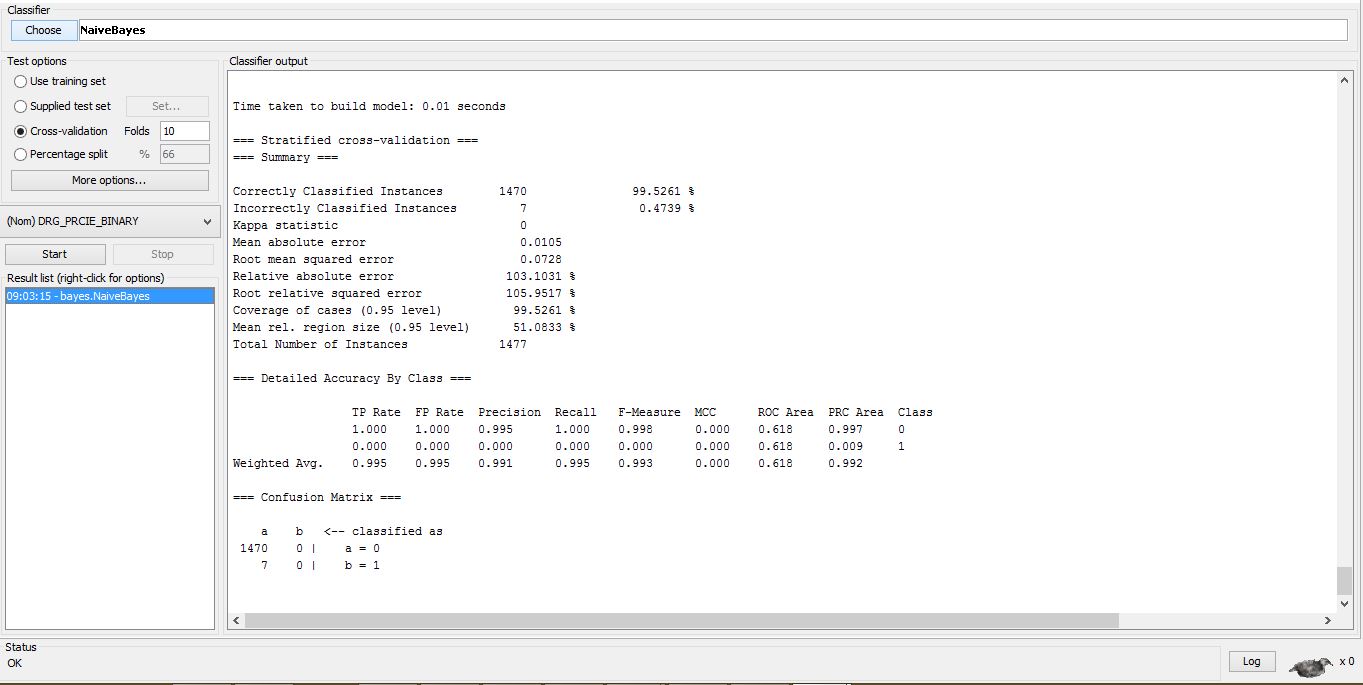 Classifier
Choose NaiveBayes
Test options
Use training set
Supplied test set Set...
Cross-validation Folds 10
Percentage split % 66
More options...
(Nom) DRG_PRCIE_BINARY
Start Stop
Result list (right-click for options)
09:03:15 - bayes.NaiveBayes
Classifier output
Time taken to build model: 0.01 seconds
=== Stratified cross-validation ===
=== Summary ===
Correctly Classified Instances 1470 99.5261 %
Incorrectly Classified Instances 7 0.4739 %
Kappa statistic 0
Mean absolute error 0.0105
Root mean squared error 0.0728
Relative absolute error 103.1031 %
Root relative squared error 105.9517 %
Coverage of cases (0.95 level) 99.5261 %
Mean rel. region size (0.95 level) 51.0833 %
Total Number of Instances 1477
=== Detailed Accuracy By Class ===
TP Rate FP Rate Precision Recall F-Measure MCC ROC Area PRC Area Class
1.000 1.000 0.995 1.000 0.998 0.000 0.618 0.997 0
0.000 0.000 0.000 0.000 0.000 0.000 0.618 0.009 1
Weighted Avg. 0.995 0.995 0.991 0.995 0.993 0.000 0.618 0.992
=== Confusion Matrix ===
a b <-- classified as
1470 0 | a = 0
7 0 | b = 1
Status
OK
Log x 0